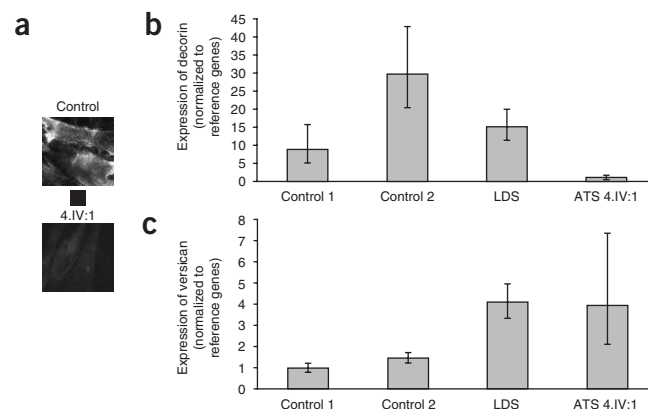 a
Control
4.IV:1
b
Expression of decorin
(normalized to
reference genes)
45
40
35
30
25
20
15
10
5
0
Control 1 Control 2 LDS ATS 4.IV:1
c
Expression of versican
(normalized to
reference genes)
8
7
6
5
4
3
2
1
0
Control 1 Control 2 LDS ATS 4.IV:1